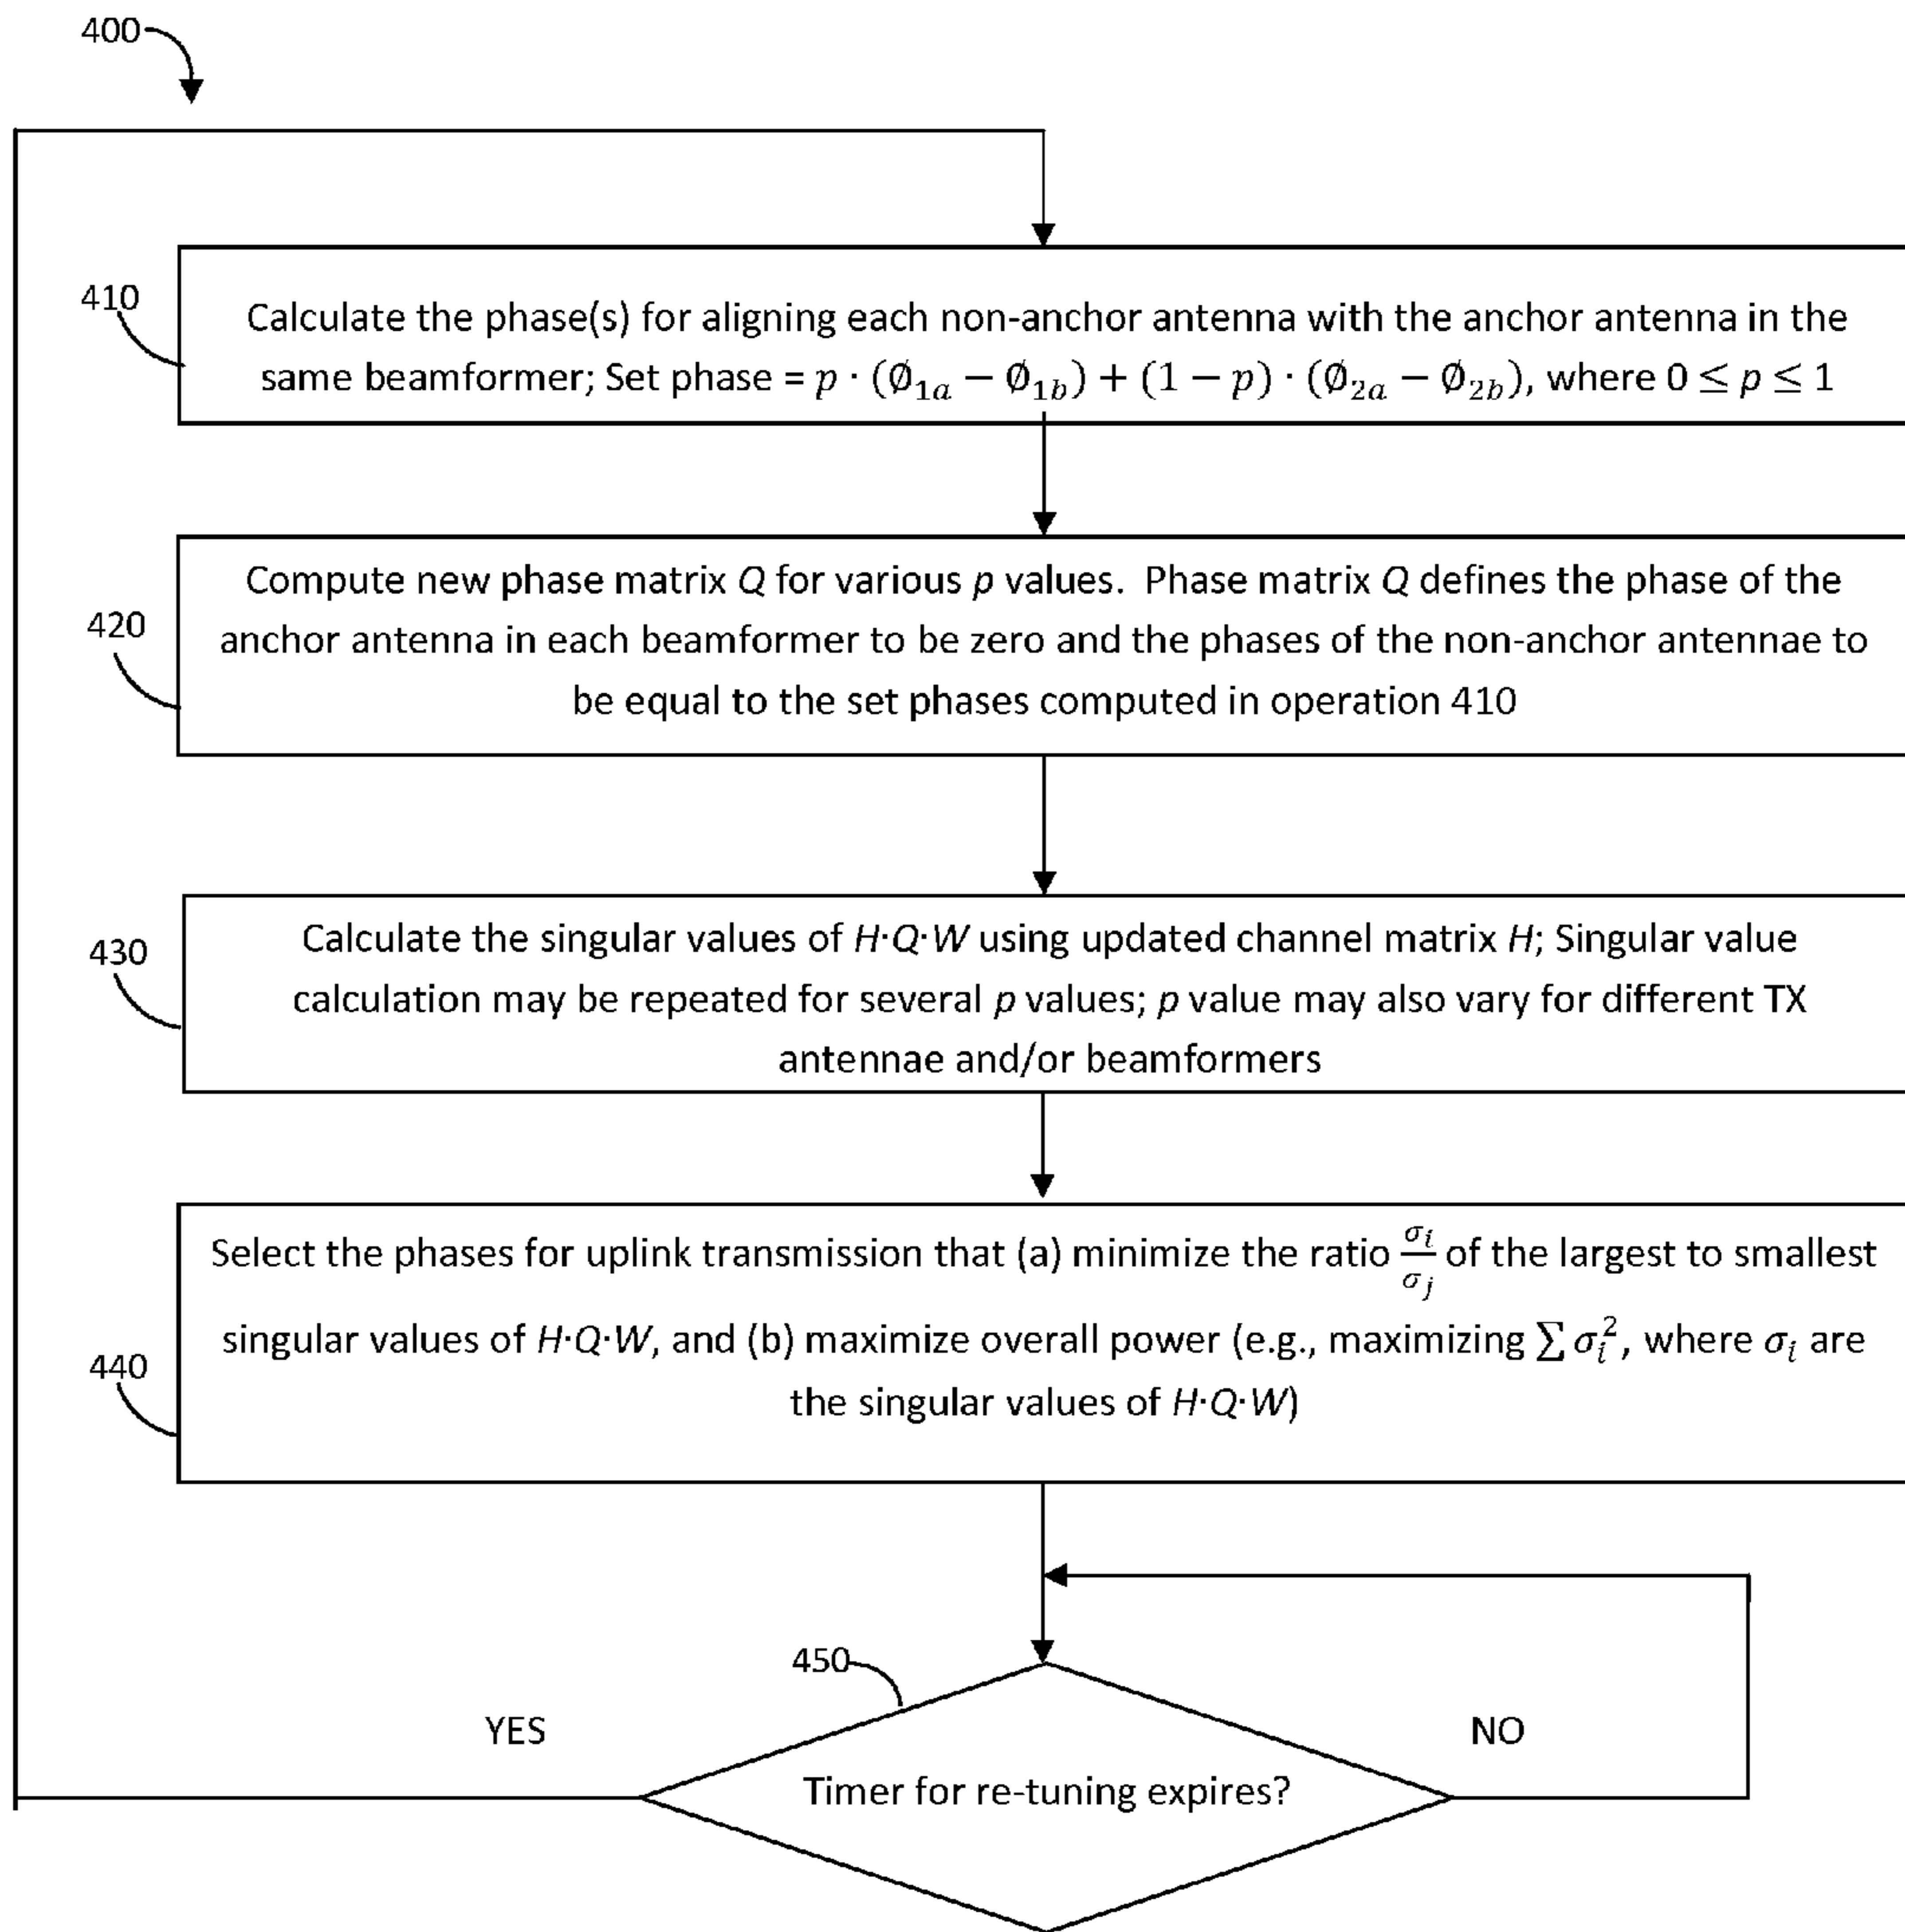 400
410
Calculate the phase(s) for aligning each non-anchor antenna with the anchor antenna in the
same beamformer; Set phase = p · (Ø₁ₐ − Ø₁b) + (1 − p) · (Ø₂ₐ − Ø₂b), where 0 ≤ p ≤ 1
420
Compute new phase matrix Q for various p values. Phase matrix Q defines the phase of the
anchor antenna in each beamformer to be zero and the phases of the non-anchor antennae to
be equal to the set phases computed in operation 410
430
Calculate the singular values of H·Q·W using updated channel matrix H; Singular value
calculation may be repeated for several p values; p value may also vary for different TX
antennae and/or beamformers
440
Select the phases for uplink transmission that (a) minimize the ratio σᵢ/σⱼ of the largest to smallest
singular values of H·Q·W, and (b) maximize overall power (e.g., maximizing ∑ σᵢ², where σᵢ are
the singular values of H·Q·W)
450
YES
NO
Timer for re-tuning expires?